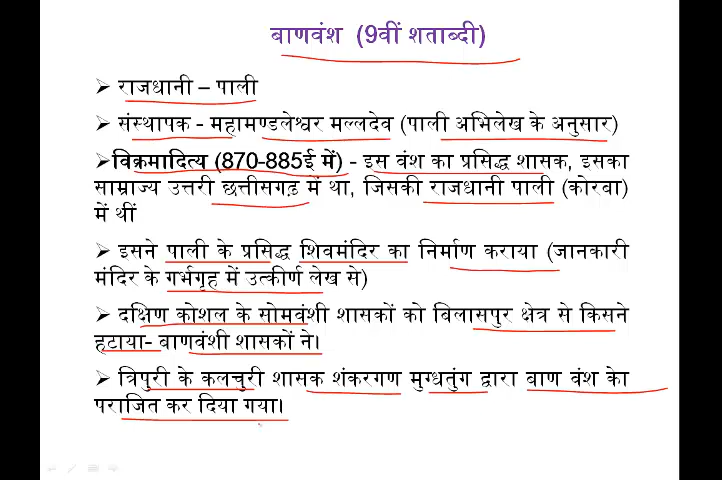 बाणवंश (9वीं शताब्दी)
➢ राजधानी – पाली
➢ संस्थापक - महामण्डलेश्वर मल्लदेव (पाली अभिलेख के अनुसार)
➢ विक्रमादित्य (870-885ई में) - इस वंश का प्रसिद्ध शासक, इसका
साम्राज्य उत्तरी छत्तीसगढ़ में था, जिसकी राजधानी पाली (कोरबा)
में थीं
➢ इसने पाली के प्रसिद्ध शिवमंदिर का निर्माण कराया (जानकारी
मंदिर के गर्भगृह में उत्कीर्ण लेख से)
➢ दक्षिण कोशल के सोमवंशी शासकों को बिलासपुर क्षेत्र से किसने
हटाया- बाणवंशी शासकों ने।
➢ त्रिपुरी के कलचुरी शासक शंकरगण मुग्धतुंग द्वारा बाण वंश केा
पराजित कर दिया गया।